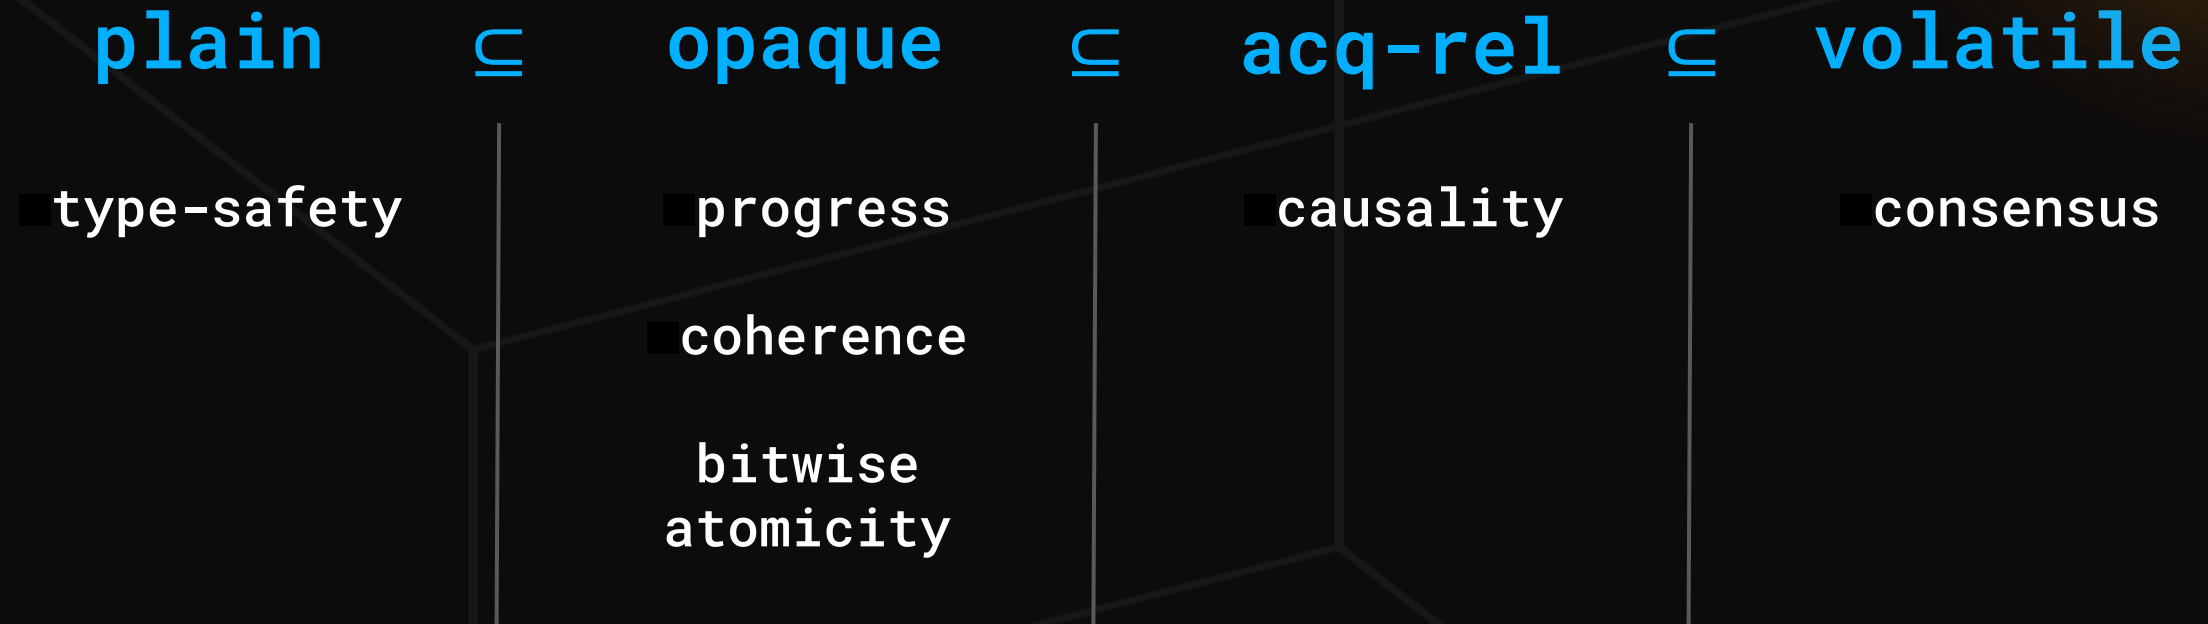 plain ⊆ opaque ⊆ acq-rel ⊆ volatile
type-safety
progress
causality
consensus
coherence
bitwise
atomicity